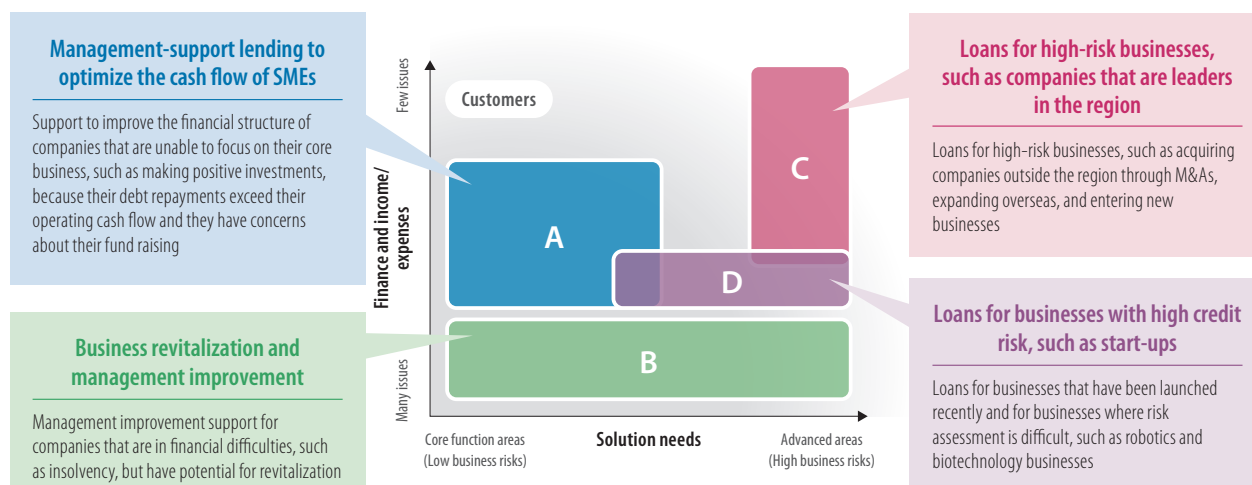 Management-support lending to
optimize the cash flow of SMEs
Support to improve the financial structure of
companies that are unable to focus on their core
business, such as making positive investments,
because their debt repayments exceed their
operating cash flow and they have concerns
about their fund raising
Business revitalization and
management improvement
Management improvement support for
companies that are in financial difficulties, such
as insolvency, but have potential for revitalization
Few issues
Finance and income/
expenses
Many issues
Customers
A
C
D
B
Core function areas
(Low business risks)
Solution needs
Advanced areas
(High business risks)
Loans for high-risk businesses,
such as companies that are leaders
in the region
Loans for high-risk businesses, such as acquiring
companies outside the region through M&As,
expanding overseas, and entering new
businesses
Loans for businesses with high credit
risk, such as start-ups
Loans for businesses that have been launched
recently and for businesses where risk
assessment is difficult, such as robotics and
biotechnology businesses